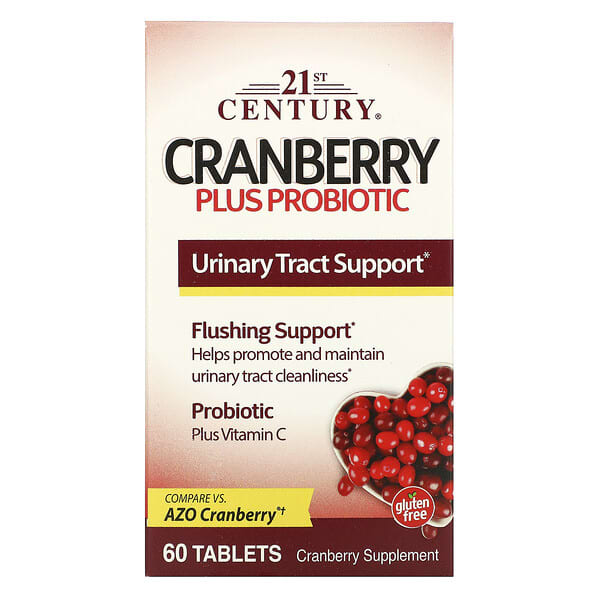 21ST
CENTURY®
CRANBERRY
PLUS PROBIOTIC
Urinary Tract Support*
Flushing Support*
Helps promote and maintain
urinary tract cleanliness*
Probiotic
Plus Vitamin C
COMPARE VS.
AZO Cranberry®†
gluten
free
60 TABLETS Cranberry Supplement